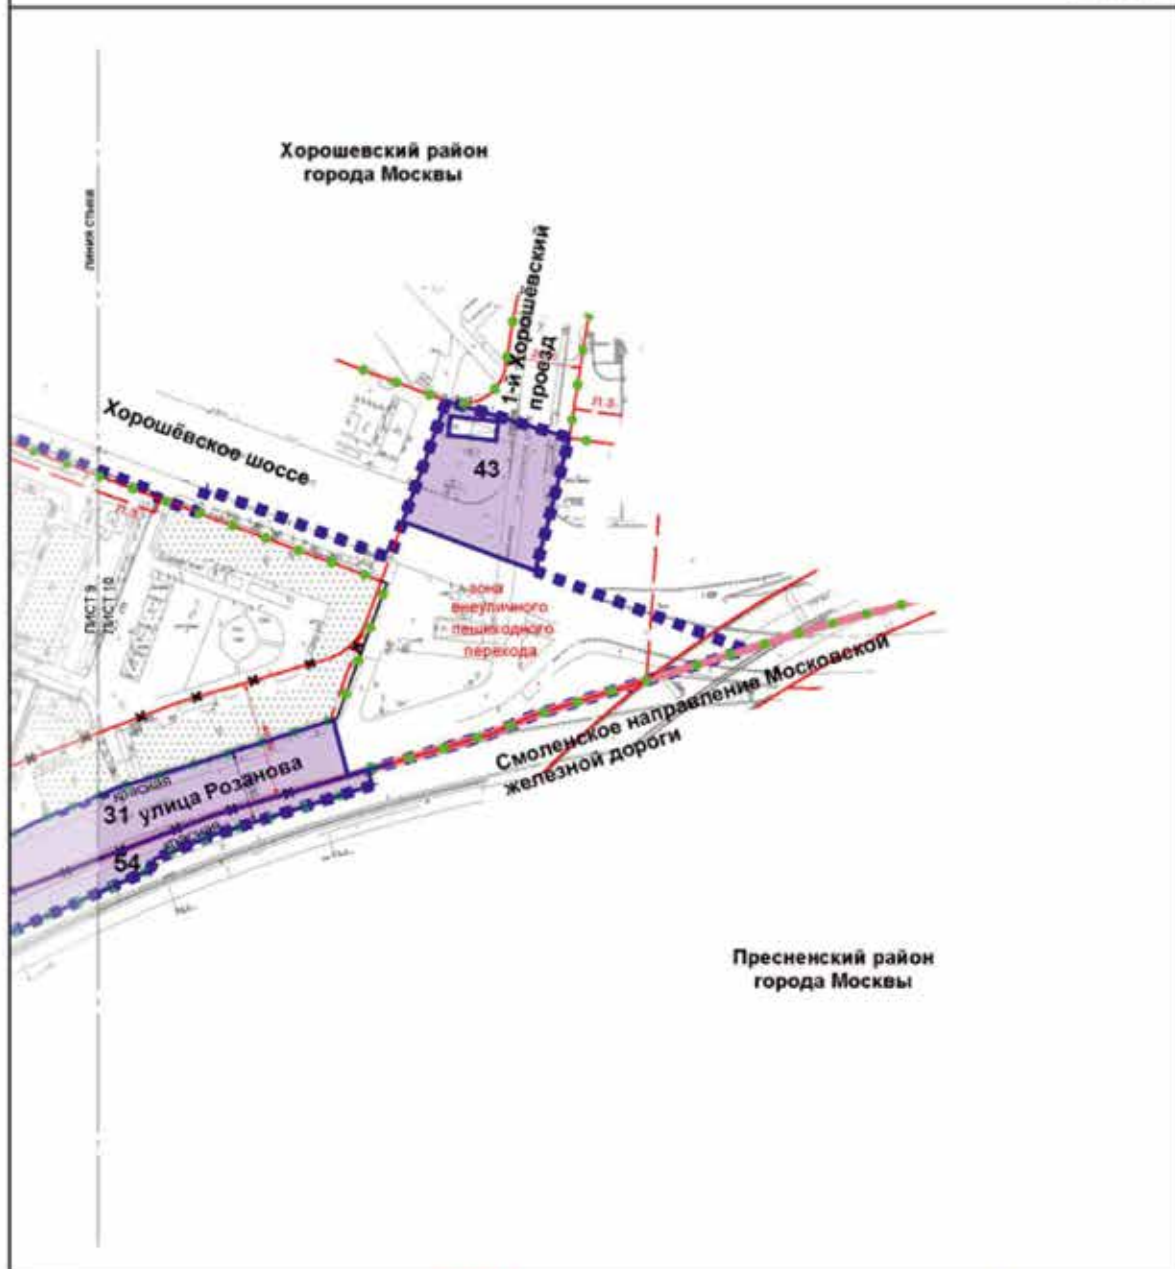 Хорошевский район
города Москвы
линия стыка
1-й Хорошёвский
проезд
Л.З.
Хорошёвское шоссе
43
Л.З.
ЛИСТ 9
ЛИСТ 10
зона
внеуличного
пешеходного
перехода
Смоленское направление Московской
железной дороги
31
улица Розанова
54
Пресненский район
города Москвы